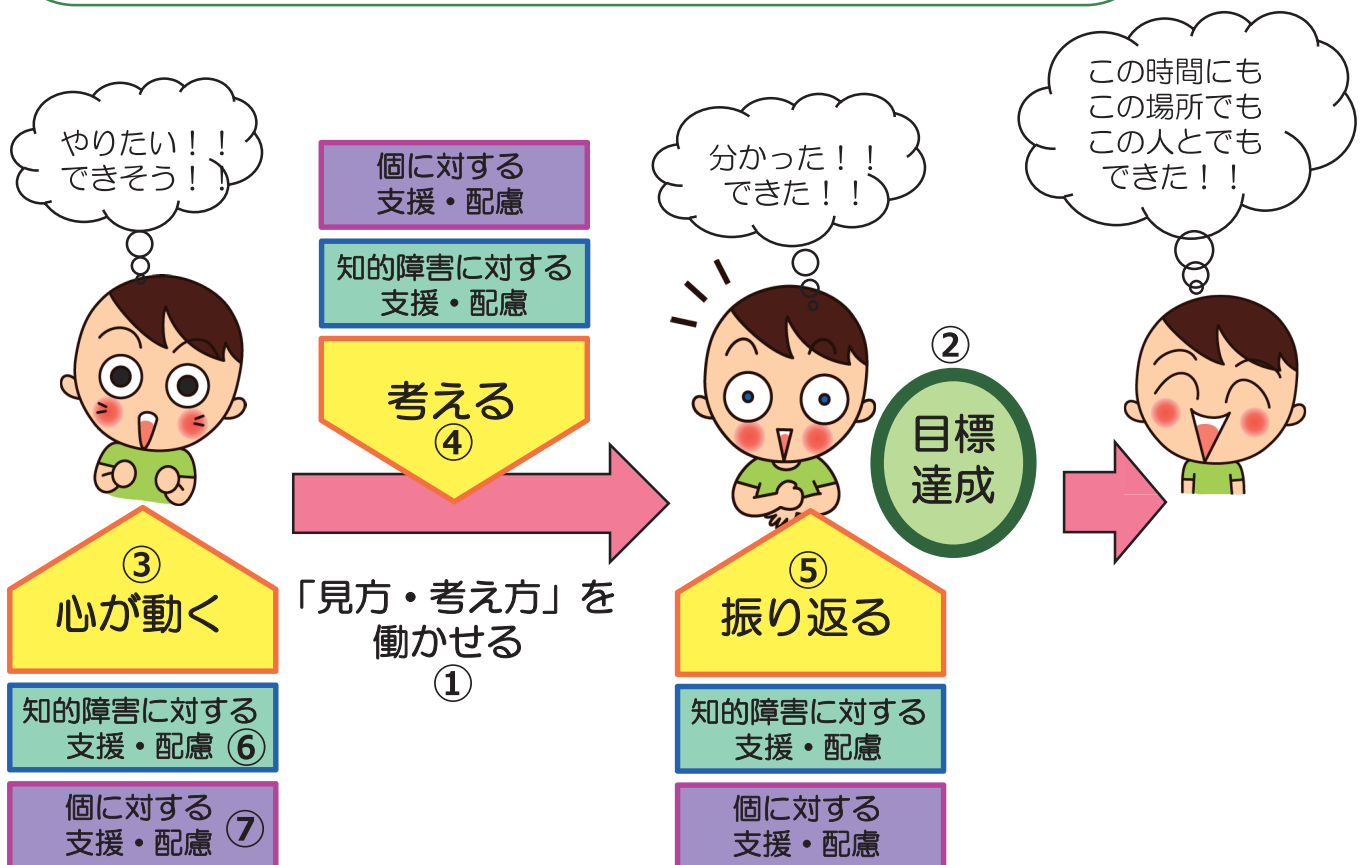 やりたい！！
できそう！！
個に対する
支援・配慮
知的障害に対する
支援・配慮
考える
④
分かった！！
できた！！
この時間にも
この場所でも
この人とでも
できた！！
②
目標
達成
③
心が動く
知的障害に対する
支援・配慮 ⑥
個に対する
支援・配慮 ⑦
「見方・考え方」を
働かせる
①
⑤
振り返る
知的障害に対する
支援・配慮
個に対する
支援・配慮